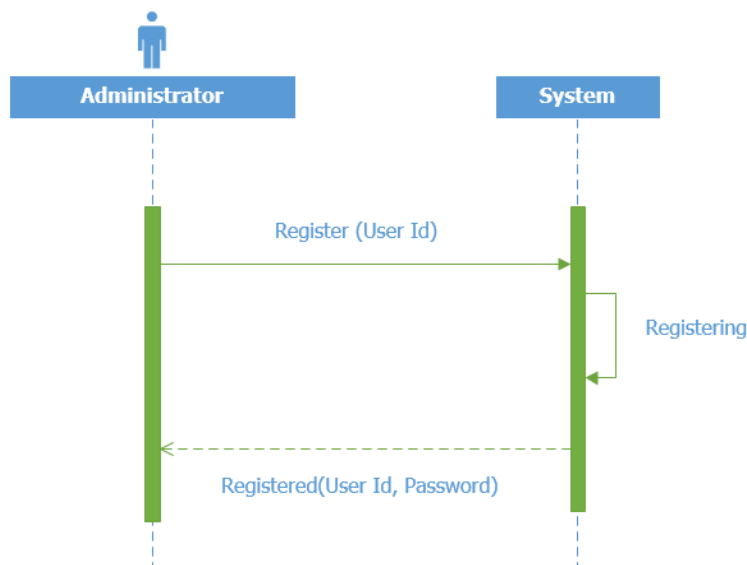 Administrator
System
Register (User Id)
Registering
Registered(User Id, Password)